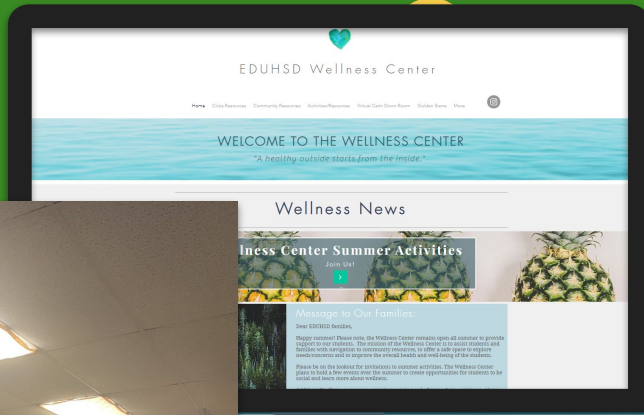 EDUHSD Wellness Center
Home Crisis Resources Community Resources Activities/Resources Virtual Calm Down Room Golden Sierra More
WELCOME TO THE WELLNESS CENTER
"A healthy outside starts from the inside."
Wellness News
lness Center Summer Activities
Join Us!
Message to Our Families:
Dear EDUHSD families,
Happy summer! Please note, the Wellness Center remains open all summer to provide
support to our students. The mission of the Wellness Center is to assist students and
families with navigation to community resources, to offer a safe space to explore
needs/concerns and to improve the overall health and well-being of the students.
Please be on the lookout for invitations to summer activities. The Wellness Center
plans to hold a few events over the summer to create opportunities for students to be
social and learn more about wellness.